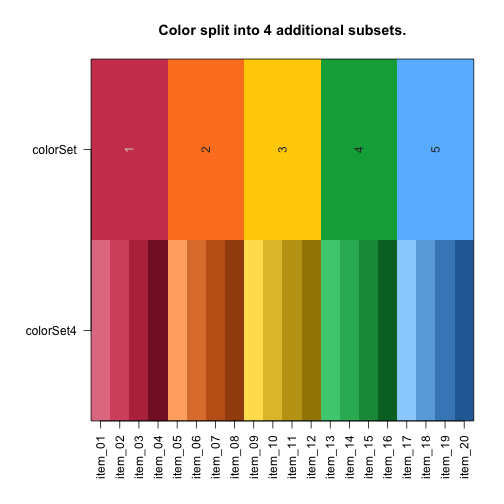 Color split into 4 additional subsets.
colorSet
1
2
3
4
5
colorSet4
item_01
item_02
item_03
item_04
item_05
item_06
item_07
item_08
item_09
item_10
item_11
item_12
item_13
item_14
item_15
item_16
item_17
item_18
item_19
item_20